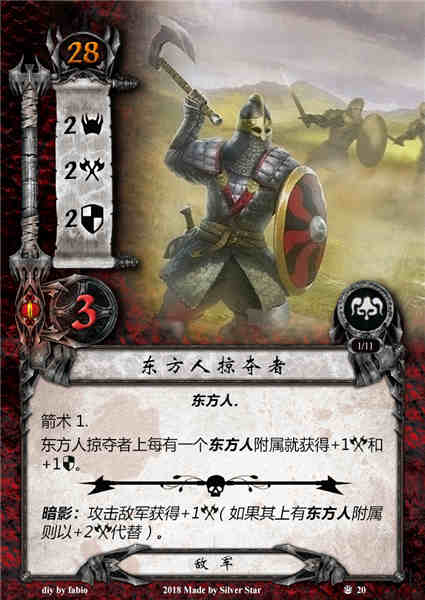 28
2
2
2
3
1/11
东方人掠夺者
东方人.
箭术 1.
东方人掠夺者上每有一个东方人附属就获得+1和
+1。
暗影：攻击敌军获得+1（如果其上有东方人附属
则以+2代替）。
敌军
diy by fabio 2018 Made by Silver Star 20